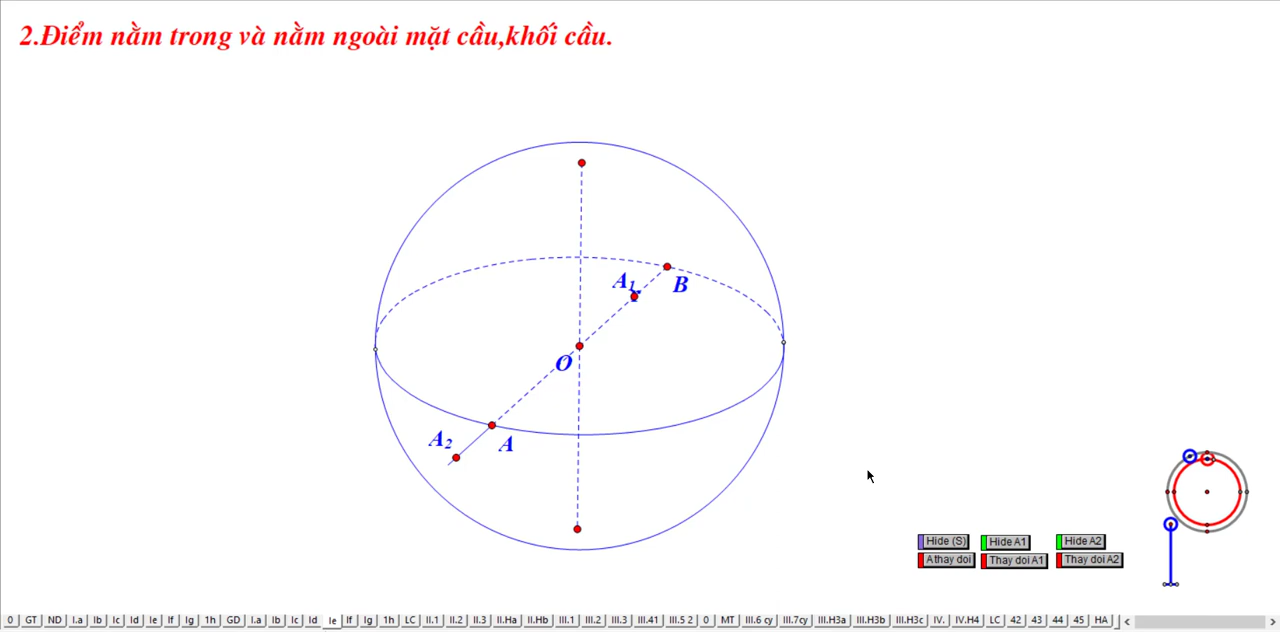 2.Điểm nằm trong và nằm ngoài mặt cầu,khối cầu.
A₁
B
O
A₂
A
Hide (S) Hide A1 Hide A2
A thay doi Thay doi A1 Thay doi A2
0 GT ND I.a Ib Ic Id Ie If Ig 1h GD I.a Ib Ic Id Ie If Ig 1h LC II.1 II.2 II.3 II.Ha II.Hb III.1 III.2 III.3 III.41 III.5 2 0 MT III.6 cy III.7cy III.H3a III.H3b III.H3c IV. IV.H4 LC 42 43 44 45 HA